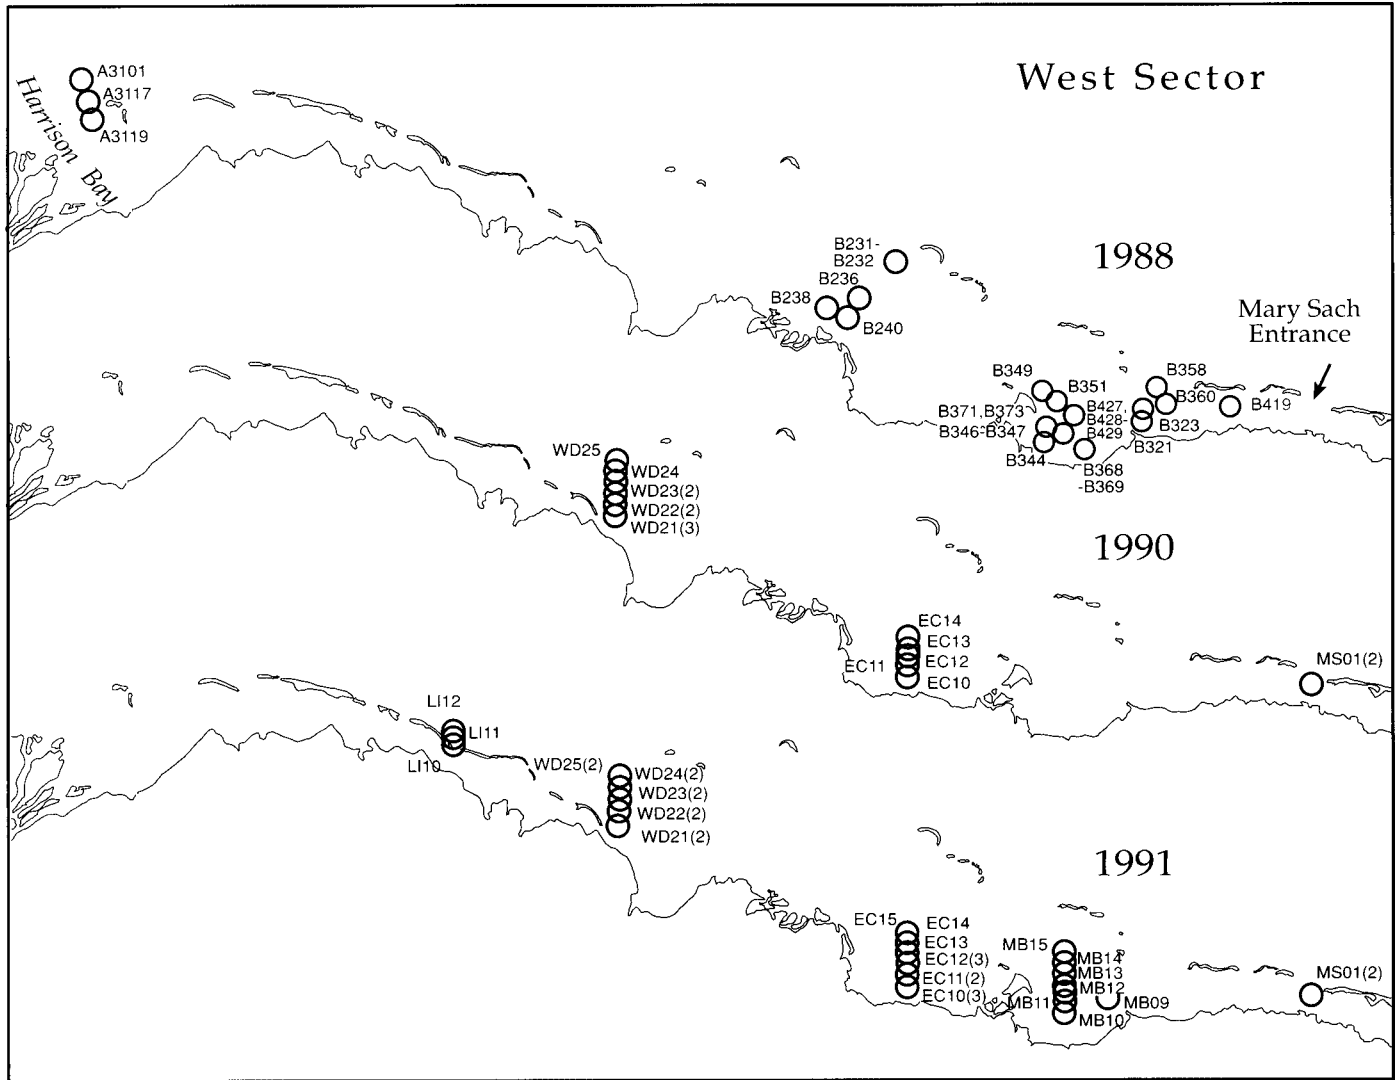 West Sector
A3101
A3117
A3119
Harrison Bay
1988
Mary Sach
Entrance
B231-
B232
B236
B238
B240
B349
B351
B358
B360
B419
B371,B373
B346-B347
B427,
B428-
B429
B323
B321
B344
B368
-B369
1990
WD25
WD24
WD23(2)
WD22(2)
WD21(3)
EC14
EC13
EC11
EC12
EC10
MS01(2)
1991
LI12
LI11
LI10
WD25(2)
WD24(2)
WD23(2)
WD22(2)
WD21(2)
EC15
EC14
EC13
EC12(3)
EC11(2)
EC10(3)
MB15
MB14
MB13
MB12
MB11
MB09
MB10
MS01(2)